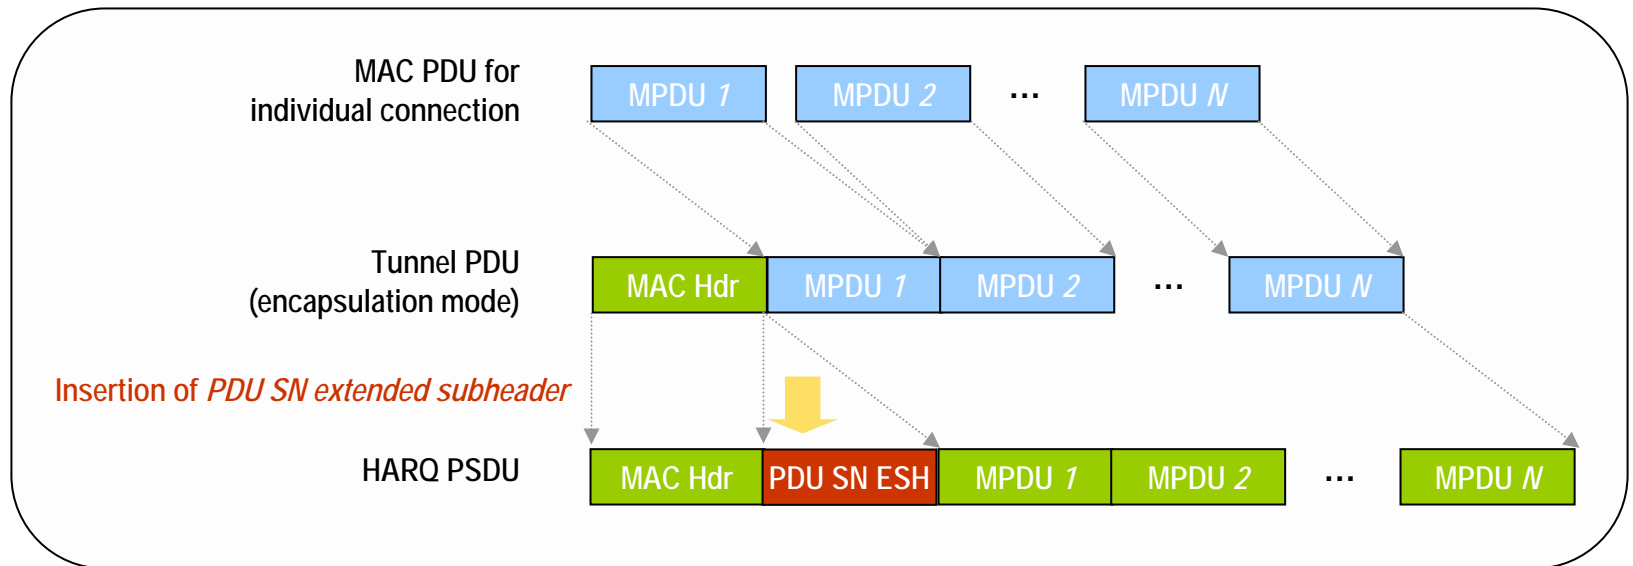 MAC PDU for
individual connection
MPDU 1
MPDU 2
...
MPDU N
Tunnel PDU
(encapsulation mode)
MAC Hdr
MPDU 1
MPDU 2
...
MPDU N
Insertion of PDU SN extended subheader
HARQ PSDU
MAC Hdr
PDU SN ESH
MPDU 1
MPDU 2
...
MPDU N